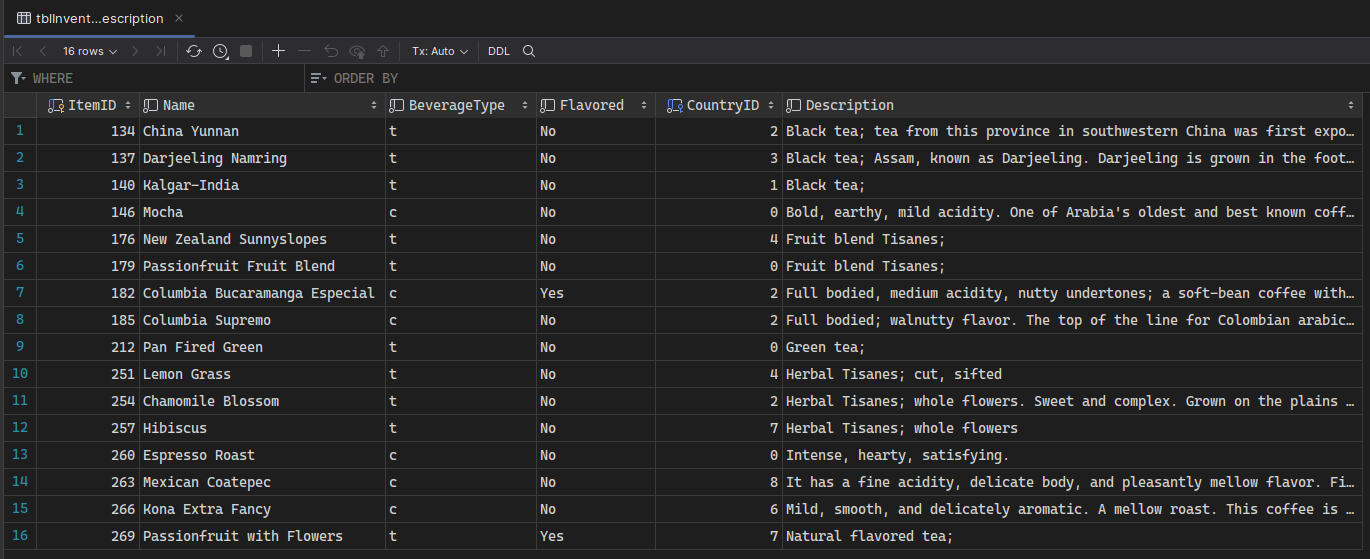 tblInvent…escription ×
16 rows Tx: Auto DDL
WHERE ORDER BY
ItemID Name BeverageType Flavored CountryID Description
1 134 China Yunnan t No 2 Black tea; tea from this province in southwestern China was first expo…
2 137 Darjeeling Namring t No 3 Black tea; Assam, known as Darjeeling. Darjeeling is grown in the foot…
3 140 Kalgar-India t No 1 Black tea;
4 146 Mocha c No 0 Bold, earthy, mild acidity. One of Arabia's oldest and best known coff…
5 176 New Zealand Sunnyslopes t No 4 Fruit blend Tisanes;
6 179 Passionfruit Fruit Blend t No 0 Fruit blend Tisanes;
7 182 Columbia Bucaramanga Especial c Yes 2 Full bodied, medium acidity, nutty undertones; a soft-bean coffee with…
8 185 Columbia Supremo c No 2 Full bodied; walnutty flavor. The top of the line for Colombian arabic…
9 212 Pan Fired Green t No 0 Green tea;
10 251 Lemon Grass t No 4 Herbal Tisanes; cut, sifted
11 254 Chamomile Blossom t No 2 Herbal Tisanes; whole flowers. Sweet and complex. Grown on the plains …
12 257 Hibiscus t No 7 Herbal Tisanes; whole flowers
13 260 Espresso Roast c No 0 Intense, hearty, satisfying.
14 263 Mexican Coatepec c No 8 It has a fine acidity, delicate body, and pleasantly mellow flavor. Fi…
15 266 Kona Extra Fancy c No 6 Mild, smooth, and delicately aromatic. A mellow roast. This coffee is …
16 269 Passionfruit with Flowers t Yes 7 Natural flavored tea;